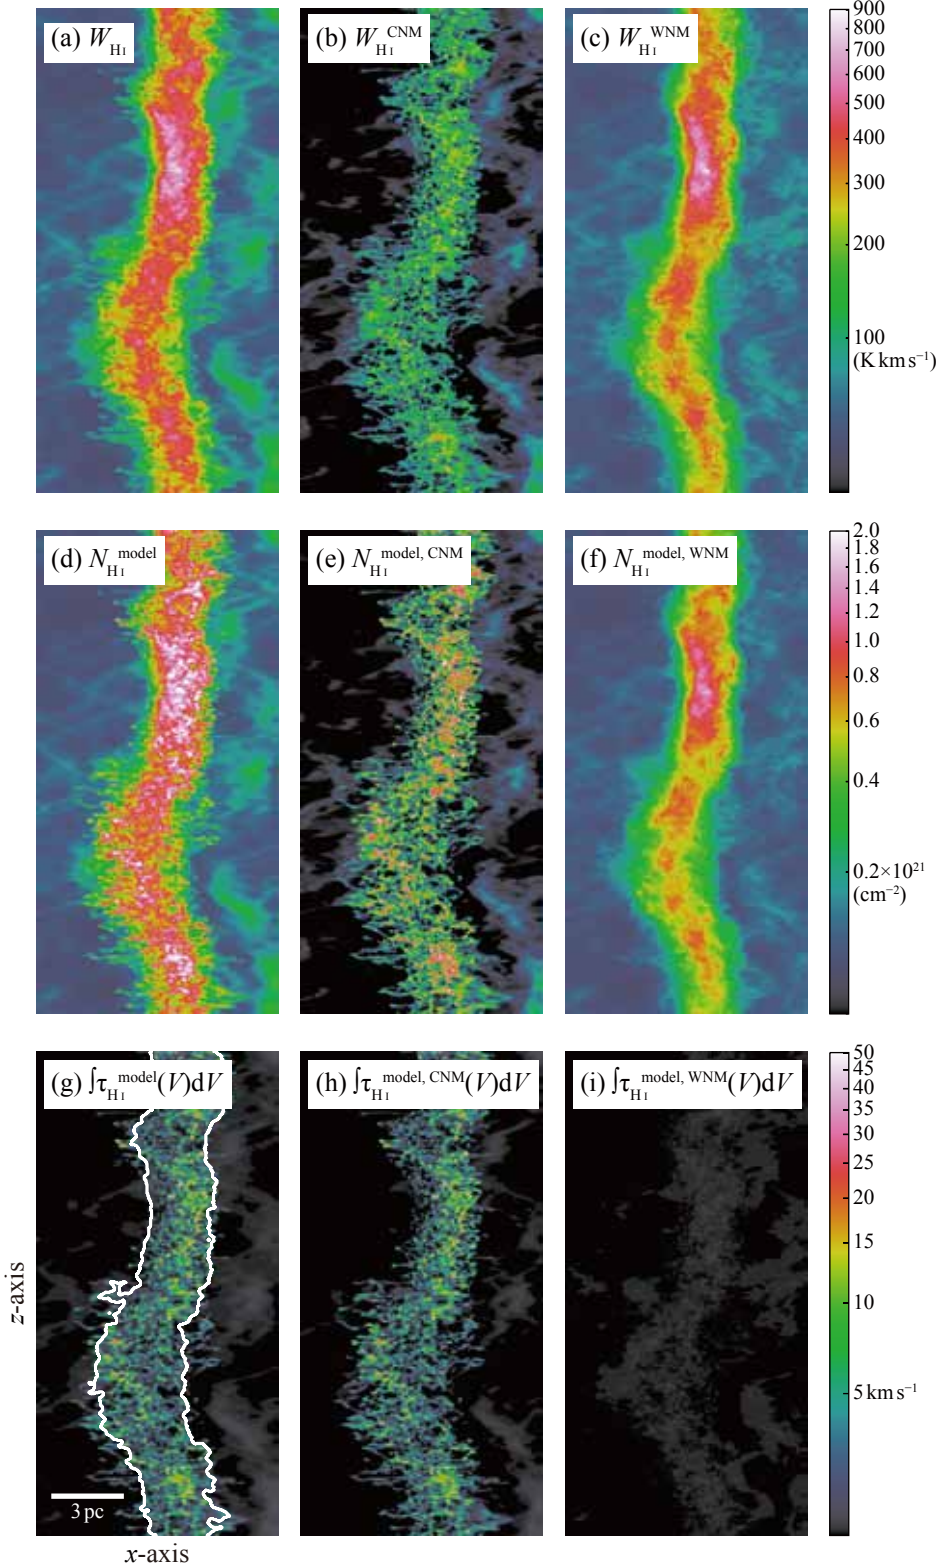 (a) W_HI
(b) W_HI^CNM
(c) W_HI^WNM
900
800
700
600
500
400
300
200
100
(K km s⁻¹)
(d) N_HI^model
(e) N_HI^model, CNM
(f) N_HI^model, WNM
2.0
1.8
1.6
1.4
1.2
1.0
0.8
0.6
0.4
0.2×10²¹
(cm⁻²)
(g) ∫τ_HI^model(V)dV
(h) ∫τ_HI^model, CNM(V)dV
(i) ∫τ_HI^model, WNM(V)dV
50
45
40
35
30
25
20
15
10
5 km s⁻¹
z-axis
3 pc
x-axis